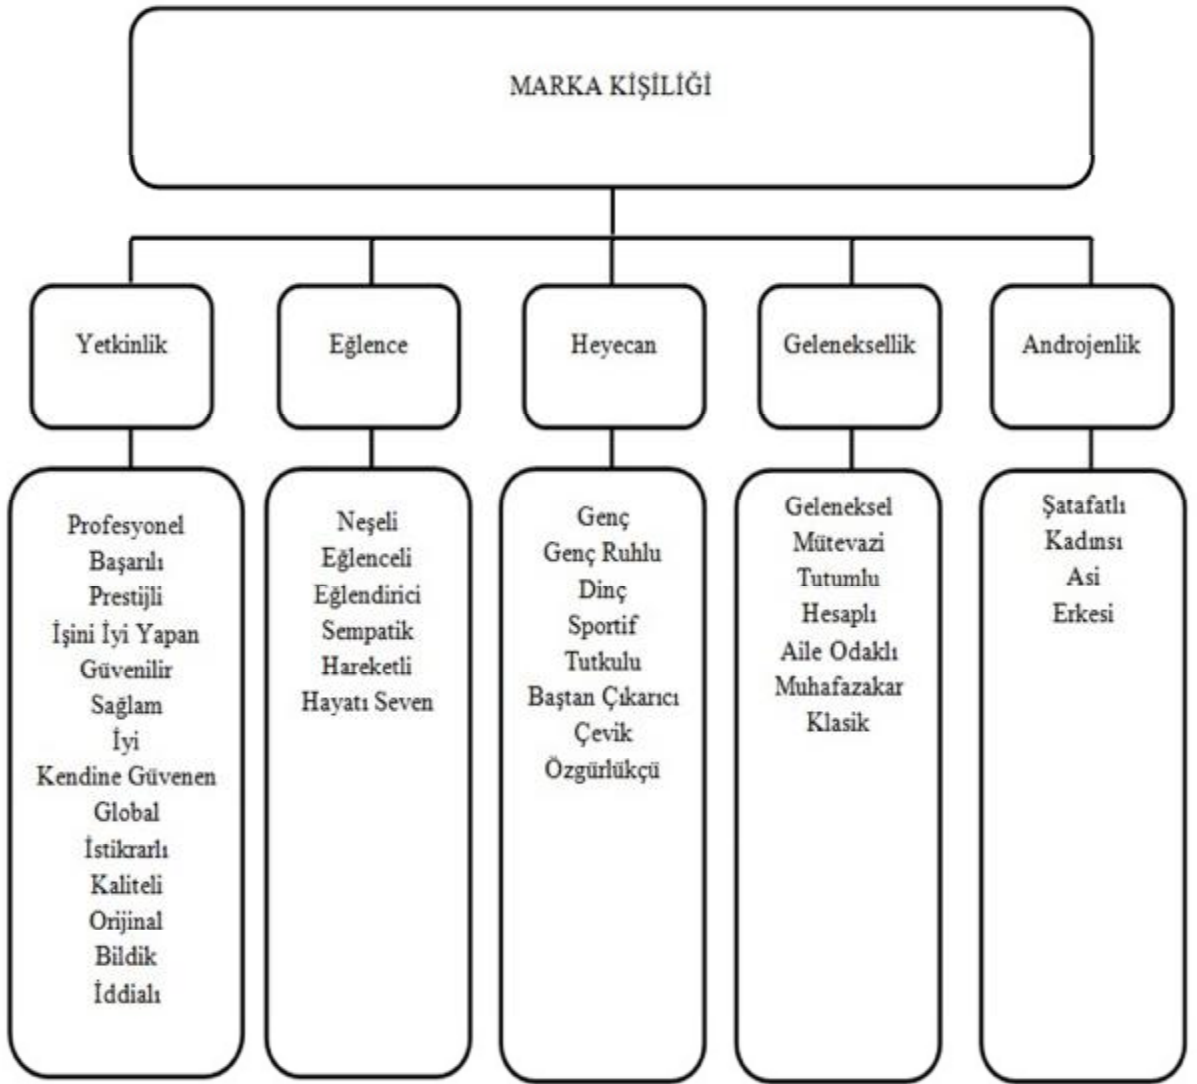 MARKA KİŞİLİĞİ
Yetkinlik
Eğlence
Heyecan
Geleneksellik
Androjenlik
Profesyonel
Başarılı
Prestijli
İşini İyi Yapan
Güvenilir
Sağlam
İyi
Kendine Güvenen
Global
İstikrarlı
Kaliteli
Orijinal
Bildik
İddialı
Neşeli
Eğlenceli
Eğlendirici
Sempatik
Hareketli
Hayatı Seven
Genç
Genç Ruhlu
Dinç
Sportif
Tutkulu
Baştan Çıkarıcı
Çevik
Özgürlükçü
Geleneksel
Mütevazi
Tutumlu
Hesaplı
Aile Odaklı
Muhafazakar
Klasik
Şatafatlı
Kadınsı
Asi
Erkesi